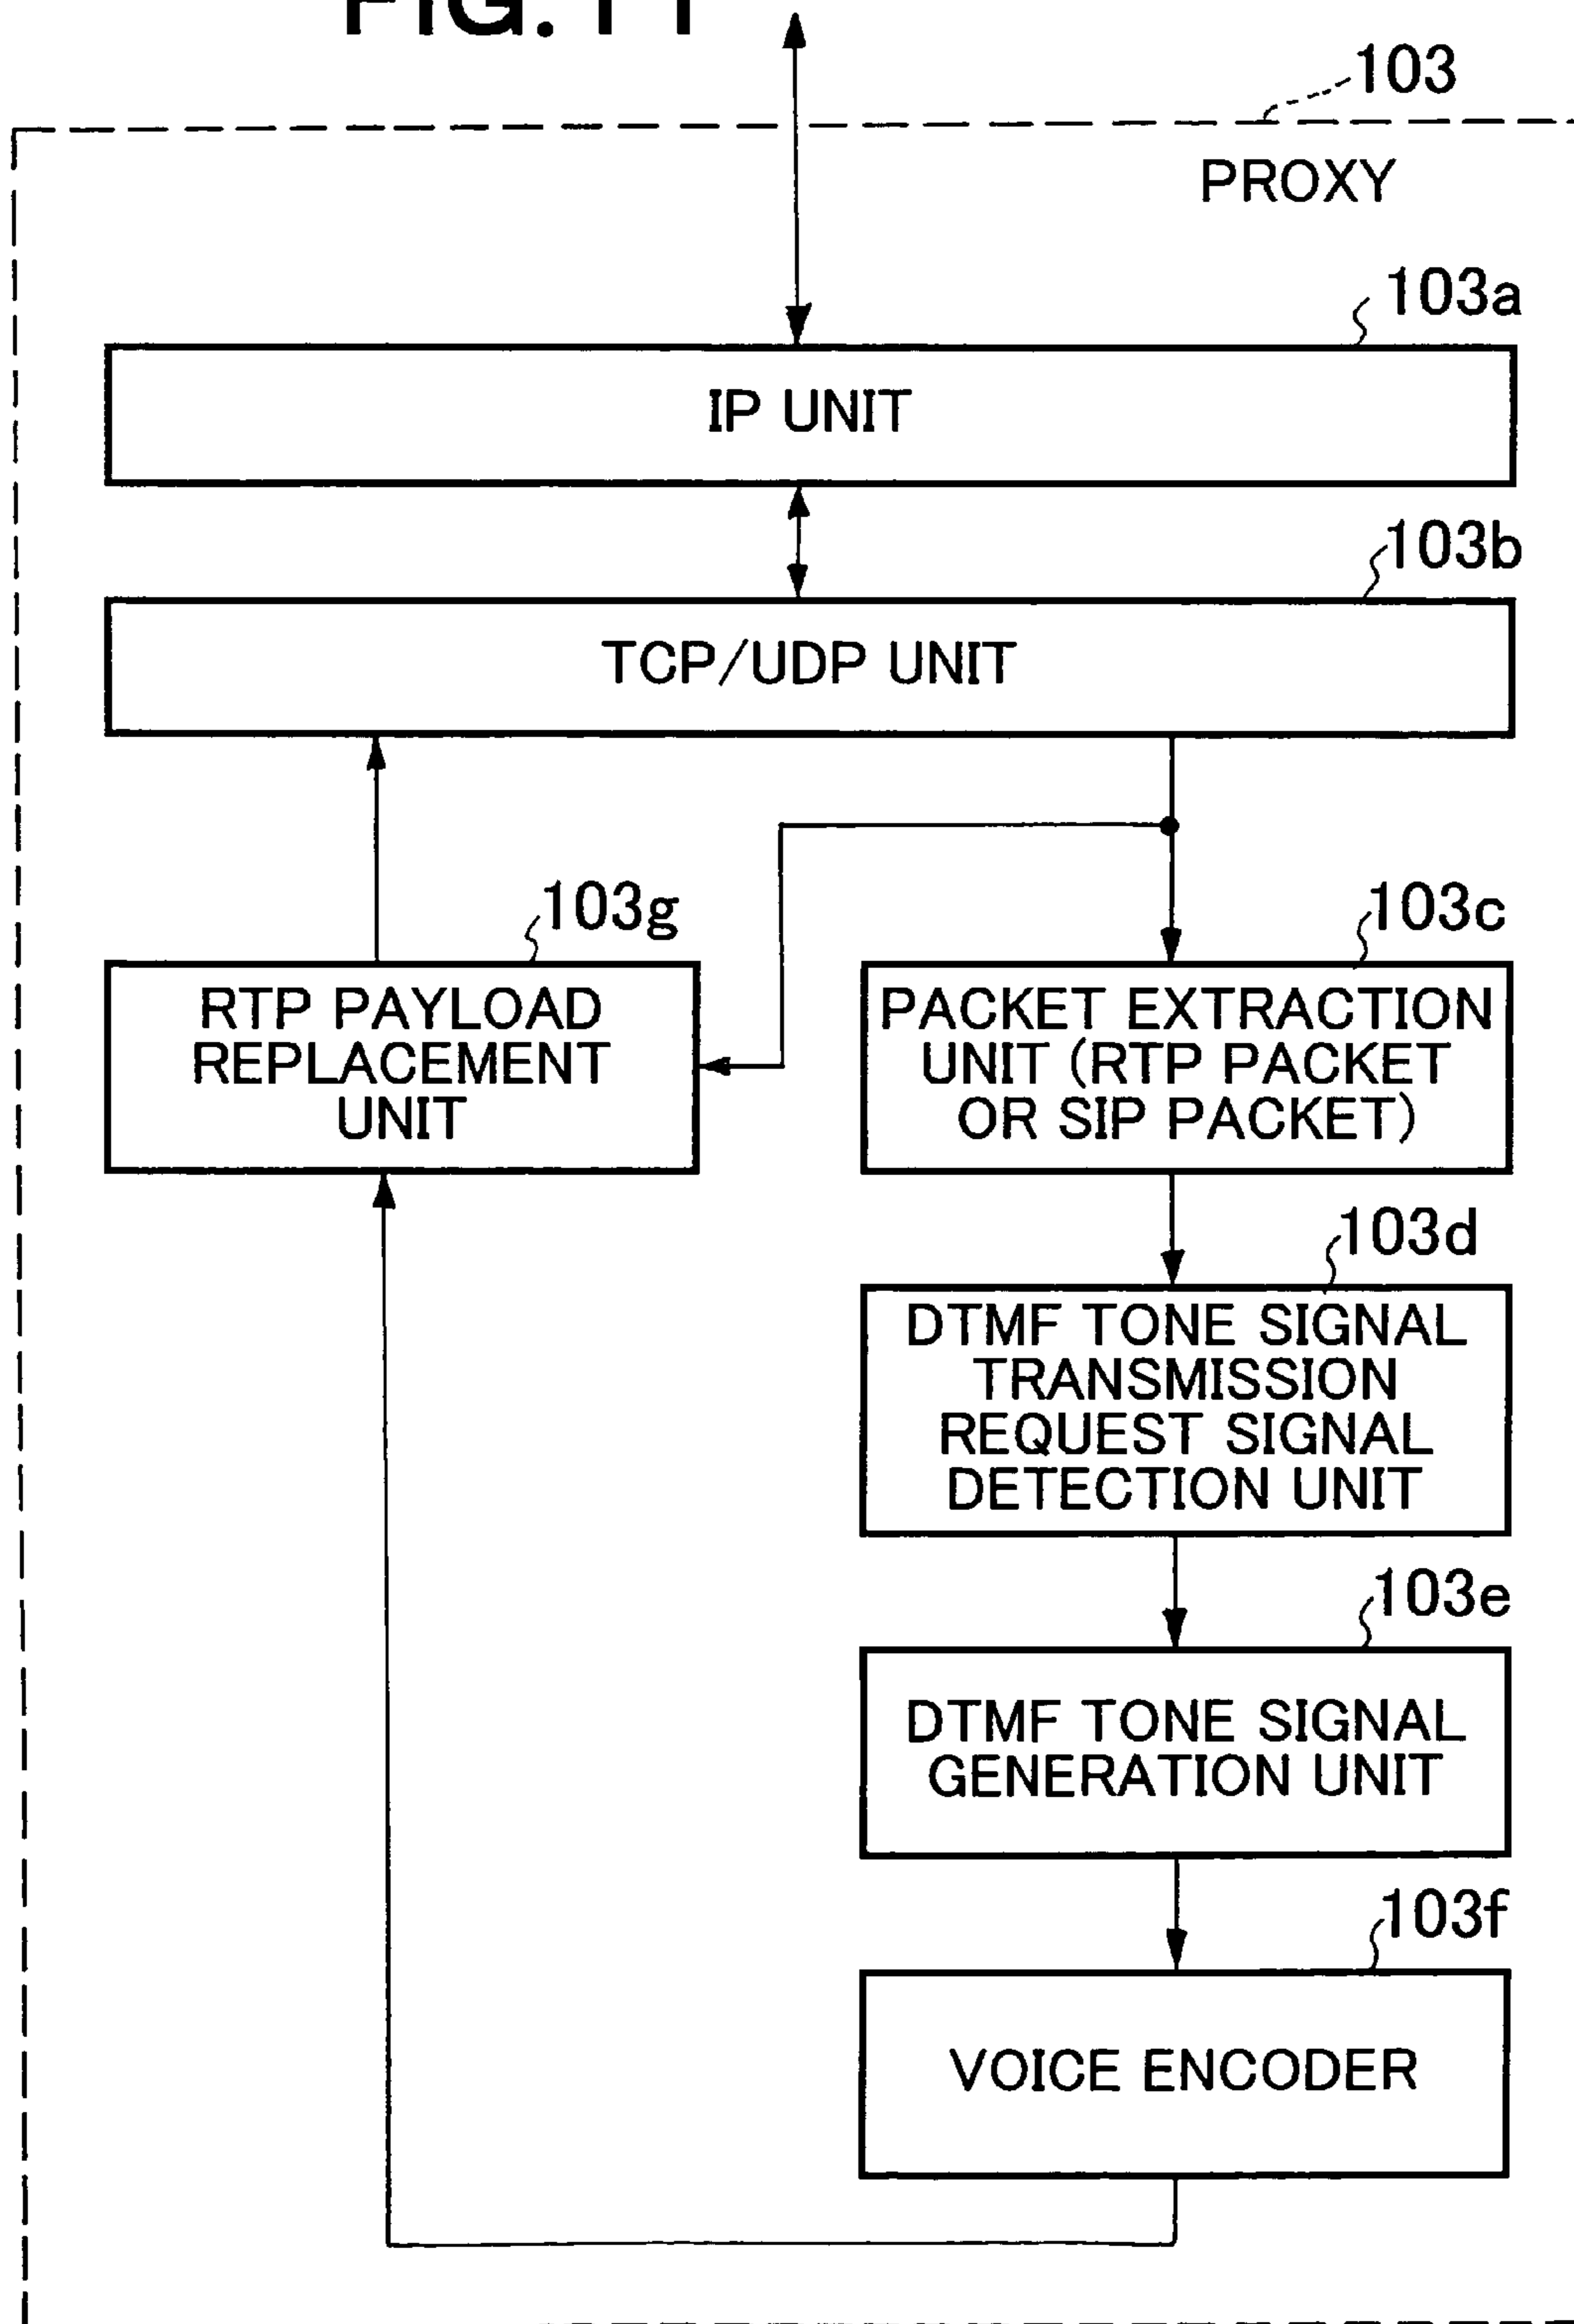 FIG. 11
103
PROXY
103a
IP UNIT
103b
TCP/UDP UNIT
103g
RTP PAYLOAD
REPLACEMENT
UNIT
103c
PACKET EXTRACTION
UNIT (RTP PACKET
OR SIP PACKET)
103d
DTMF TONE SIGNAL
TRANSMISSION
REQUEST SIGNAL
DETECTION UNIT
103e
DTMF TONE SIGNAL
GENERATION UNIT
103f
VOICE ENCODER